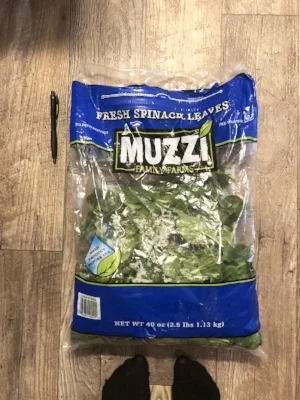 FRESH SPINACH LEAVES
MUZZI
FAMILY FARMS
NET WT 40 oz (2.5 lbs 1.13 kg)